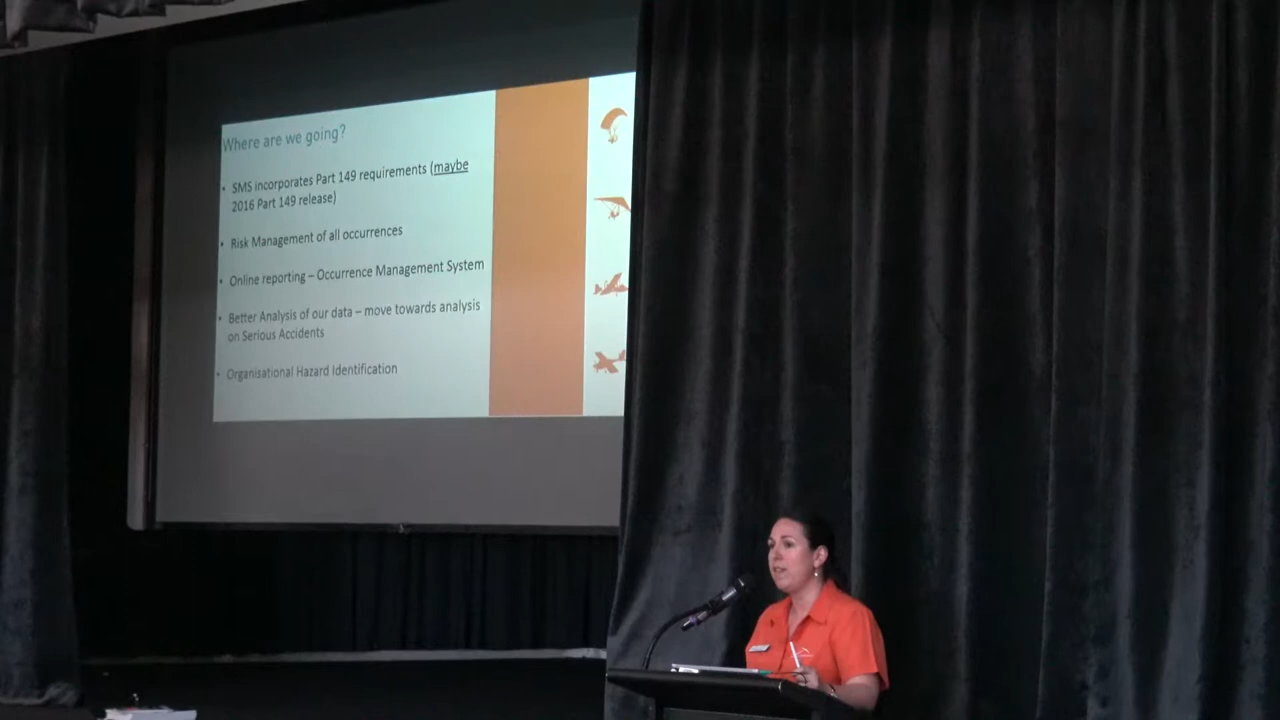 Where are we going?
• SMS incorporates Part 149 requirements (maybe
2016 Part 149 release)
• Risk Management of all occurrences
• Online reporting – Occurrence Management System
• Better Analysis of our data – move towards analysis
on Serious Accidents
• Organisational Hazard Identification